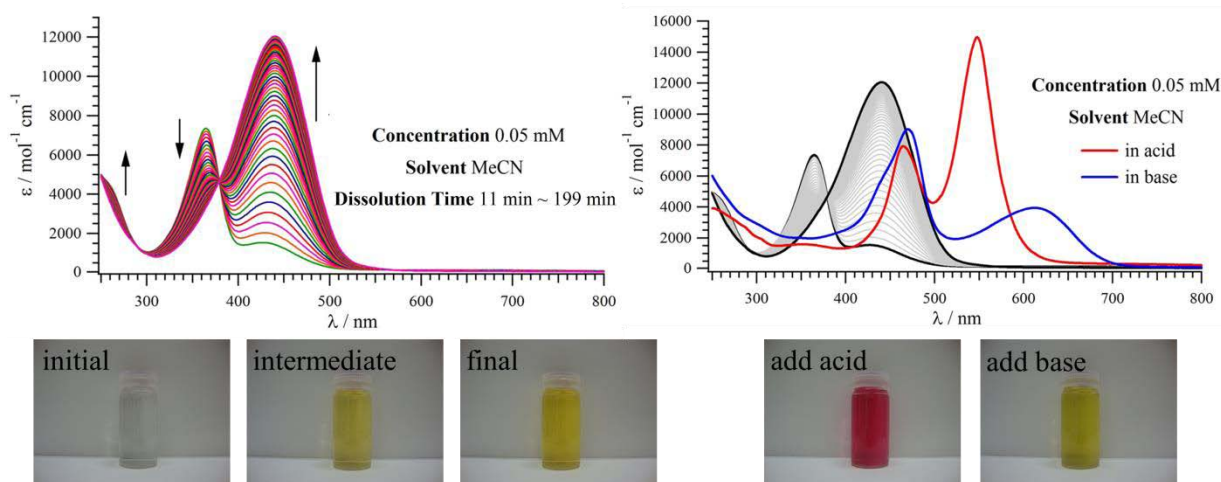 ε / mol⁻¹ cm⁻¹
12000
10000
8000
6000
4000
2000
0
300
400
500
600
700
800
λ / nm
Concentration 0.05 mM
Solvent MeCN
Dissolution Time 11 min ~ 199 min
ε / mol⁻¹ cm⁻¹
16000
14000
12000
10000
8000
6000
4000
2000
0
300
400
500
600
700
800
λ / nm
Concentration 0.05 mM
Solvent MeCN
in acid
in base
initial
intermediate
final
add acid
add base